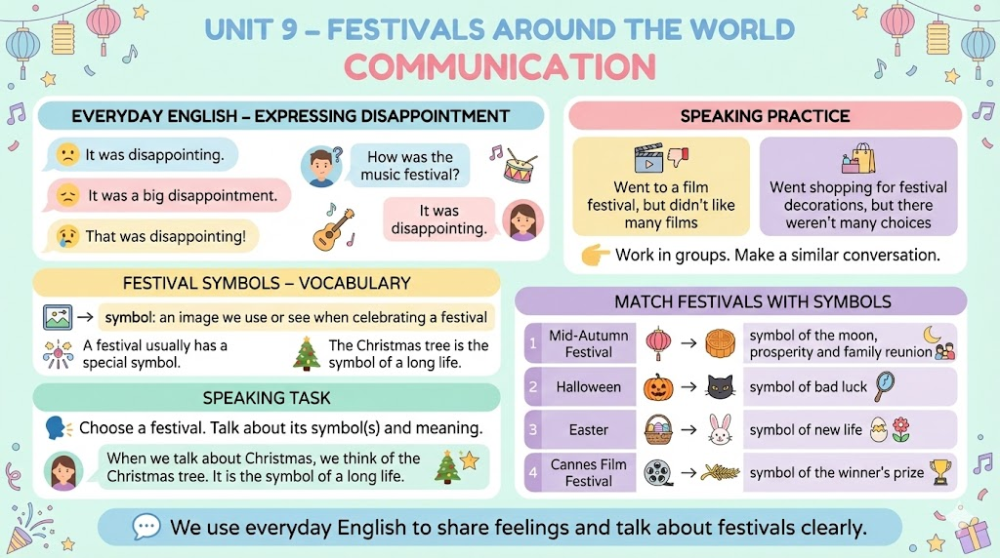 UNIT 9 – FESTIVALS AROUND THE WORLD
COMMUNICATION
EVERYDAY ENGLISH – EXPRESSING DISAPPOINTMENT
It was disappointing.
It was a big disappointment.
That was disappointing!
?
How was the
music festival?
It was
disappointing.
SPEAKING PRACTICE
Went to a film
festival, but didn't like
many films
Went shopping for festival
decorations, but there
weren't many choices
Work in groups. Make a similar conversation.
FESTIVAL SYMBOLS – VOCABULARY
symbol: an image we use or see when celebrating a festival
A festival usually has a
special symbol.
The Christmas tree is the
symbol of a long life.
SPEAKING TASK
Choose a festival. Talk about its symbol(s) and meaning.
When we talk about Christmas, we think of the
Christmas tree. It is the symbol of a long life.
MATCH FESTIVALS WITH SYMBOLS
1 Mid-Autumn
Festival
symbol of the moon,
prosperity and family reunion
2 Halloween
symbol of bad luck
3 Easter
symbol of new life
4 Cannes Film
Festival
symbol of the winner's prize
We use everyday English to share feelings and talk about festivals clearly.